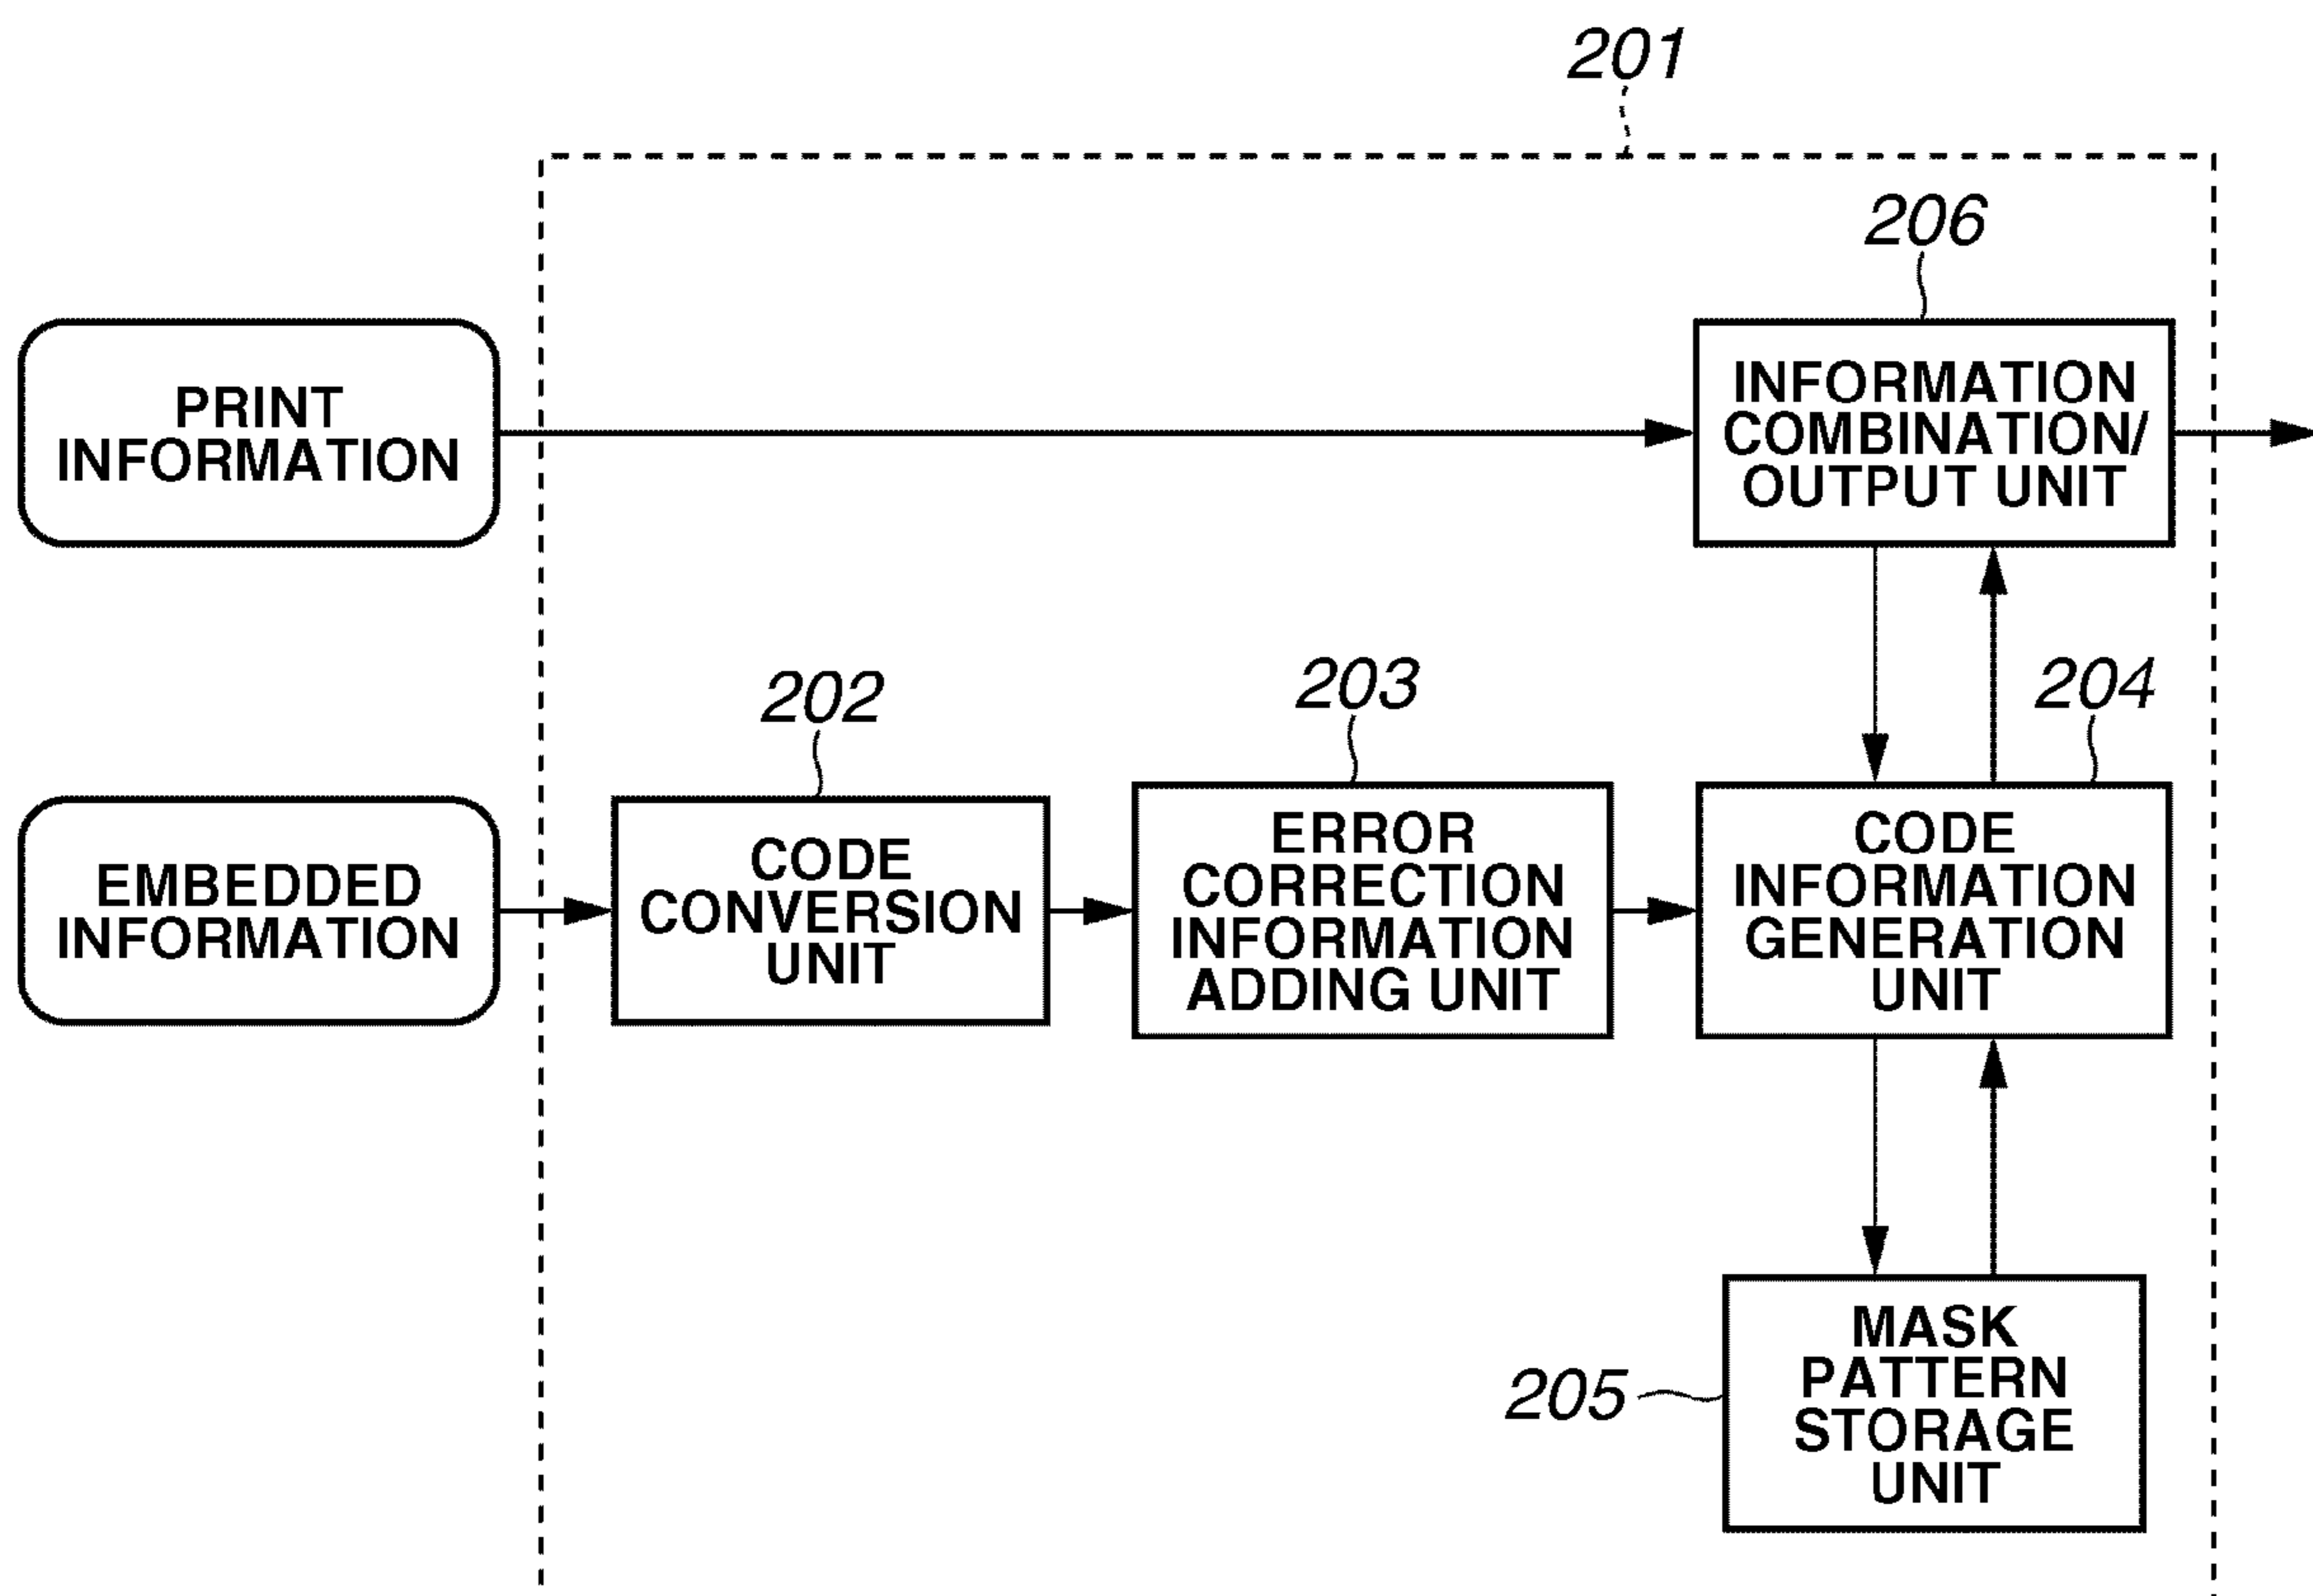 201
206
PRINT
INFORMATION
INFORMATION
COMBINATION/
OUTPUT UNIT
202
203
204
EMBEDDED
INFORMATION
CODE
CONVERSION
UNIT
ERROR
CORRECTION
INFORMATION
ADDING UNIT
CODE
INFORMATION
GENERATION
UNIT
205
MASK
PATTERN
STORAGE
UNIT